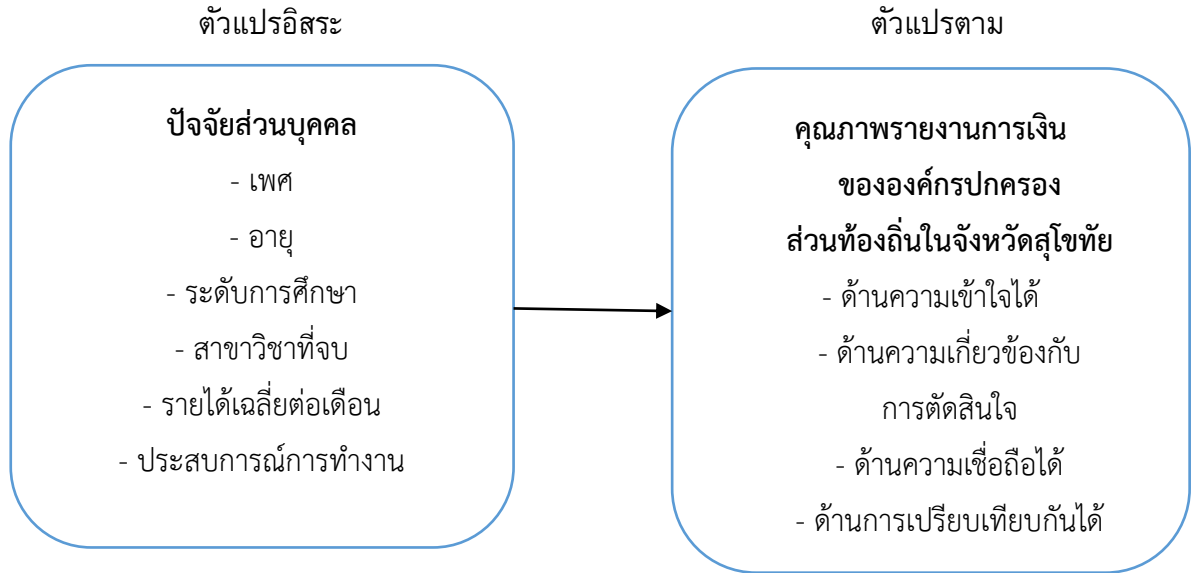 ตัวแปรอิสระ
ปัจจัยส่วนบุคคล
- เพศ
- อายุ
- ระดับการศึกษา
- สาขาวิชาที่จบ
- รายได้เฉลี่ยต่อเดือน
- ประสบการณ์การทำงาน
ตัวแปรตาม
คุณภาพรายงานการเงิน
ขององค์กรปกครอง
ส่วนท้องถิ่นในจังหวัดสุโขทัย
- ด้านความเข้าใจได้
- ด้านความเกี่ยวข้องกับ
การตัดสินใจ
- ด้านความเชื่อถือได้
- ด้านการเปรียบเทียบกันได้